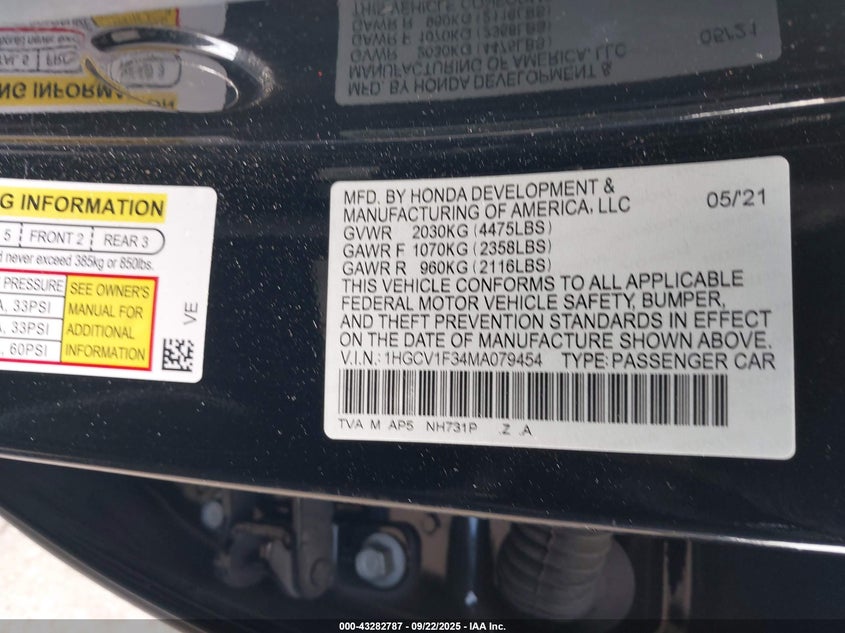 NG INFORMATION
5 FRONT 2 REAR 3
d never exceed 385kg or 850lbs.
PRESSURE
, 33PSI
A, 33PSI
, 60PSI
SEE OWNER'S
MANUAL FOR
ADDITIONAL
INFORMATION
VE
MFD. BY HONDA DEVELOPMENT &
MANUFACTURING OF AMERICA, LLC 05/'21
GVWR 2030KG (4475LBS)
GAWR F 1070KG (2358LBS)
GAWR R 960KG (2116LBS)
THIS VEHICLE CONFORMS TO ALL APPLICABLE
FEDERAL MOTOR VEHICLE SAFETY, BUMPER,
AND THEFT PREVENTION STANDARDS IN EFFECT
ON THE DATE OF MANUFACTURE SHOWN ABOVE.
V.I.N.: 1HGCV1F34MA079454 TYPE: PASSENGER CAR
TVA M AP5 NH731P .Z .A
000-43282787 - 09/22/2025 - IAA Inc.